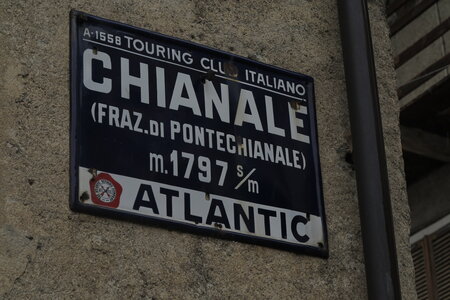 A-1558 TOURING CLUB ITALIANO
CHIANALE
(FRAZ. DI PONTECHIANALE)
m. 1797 s/m
ATLANTIC